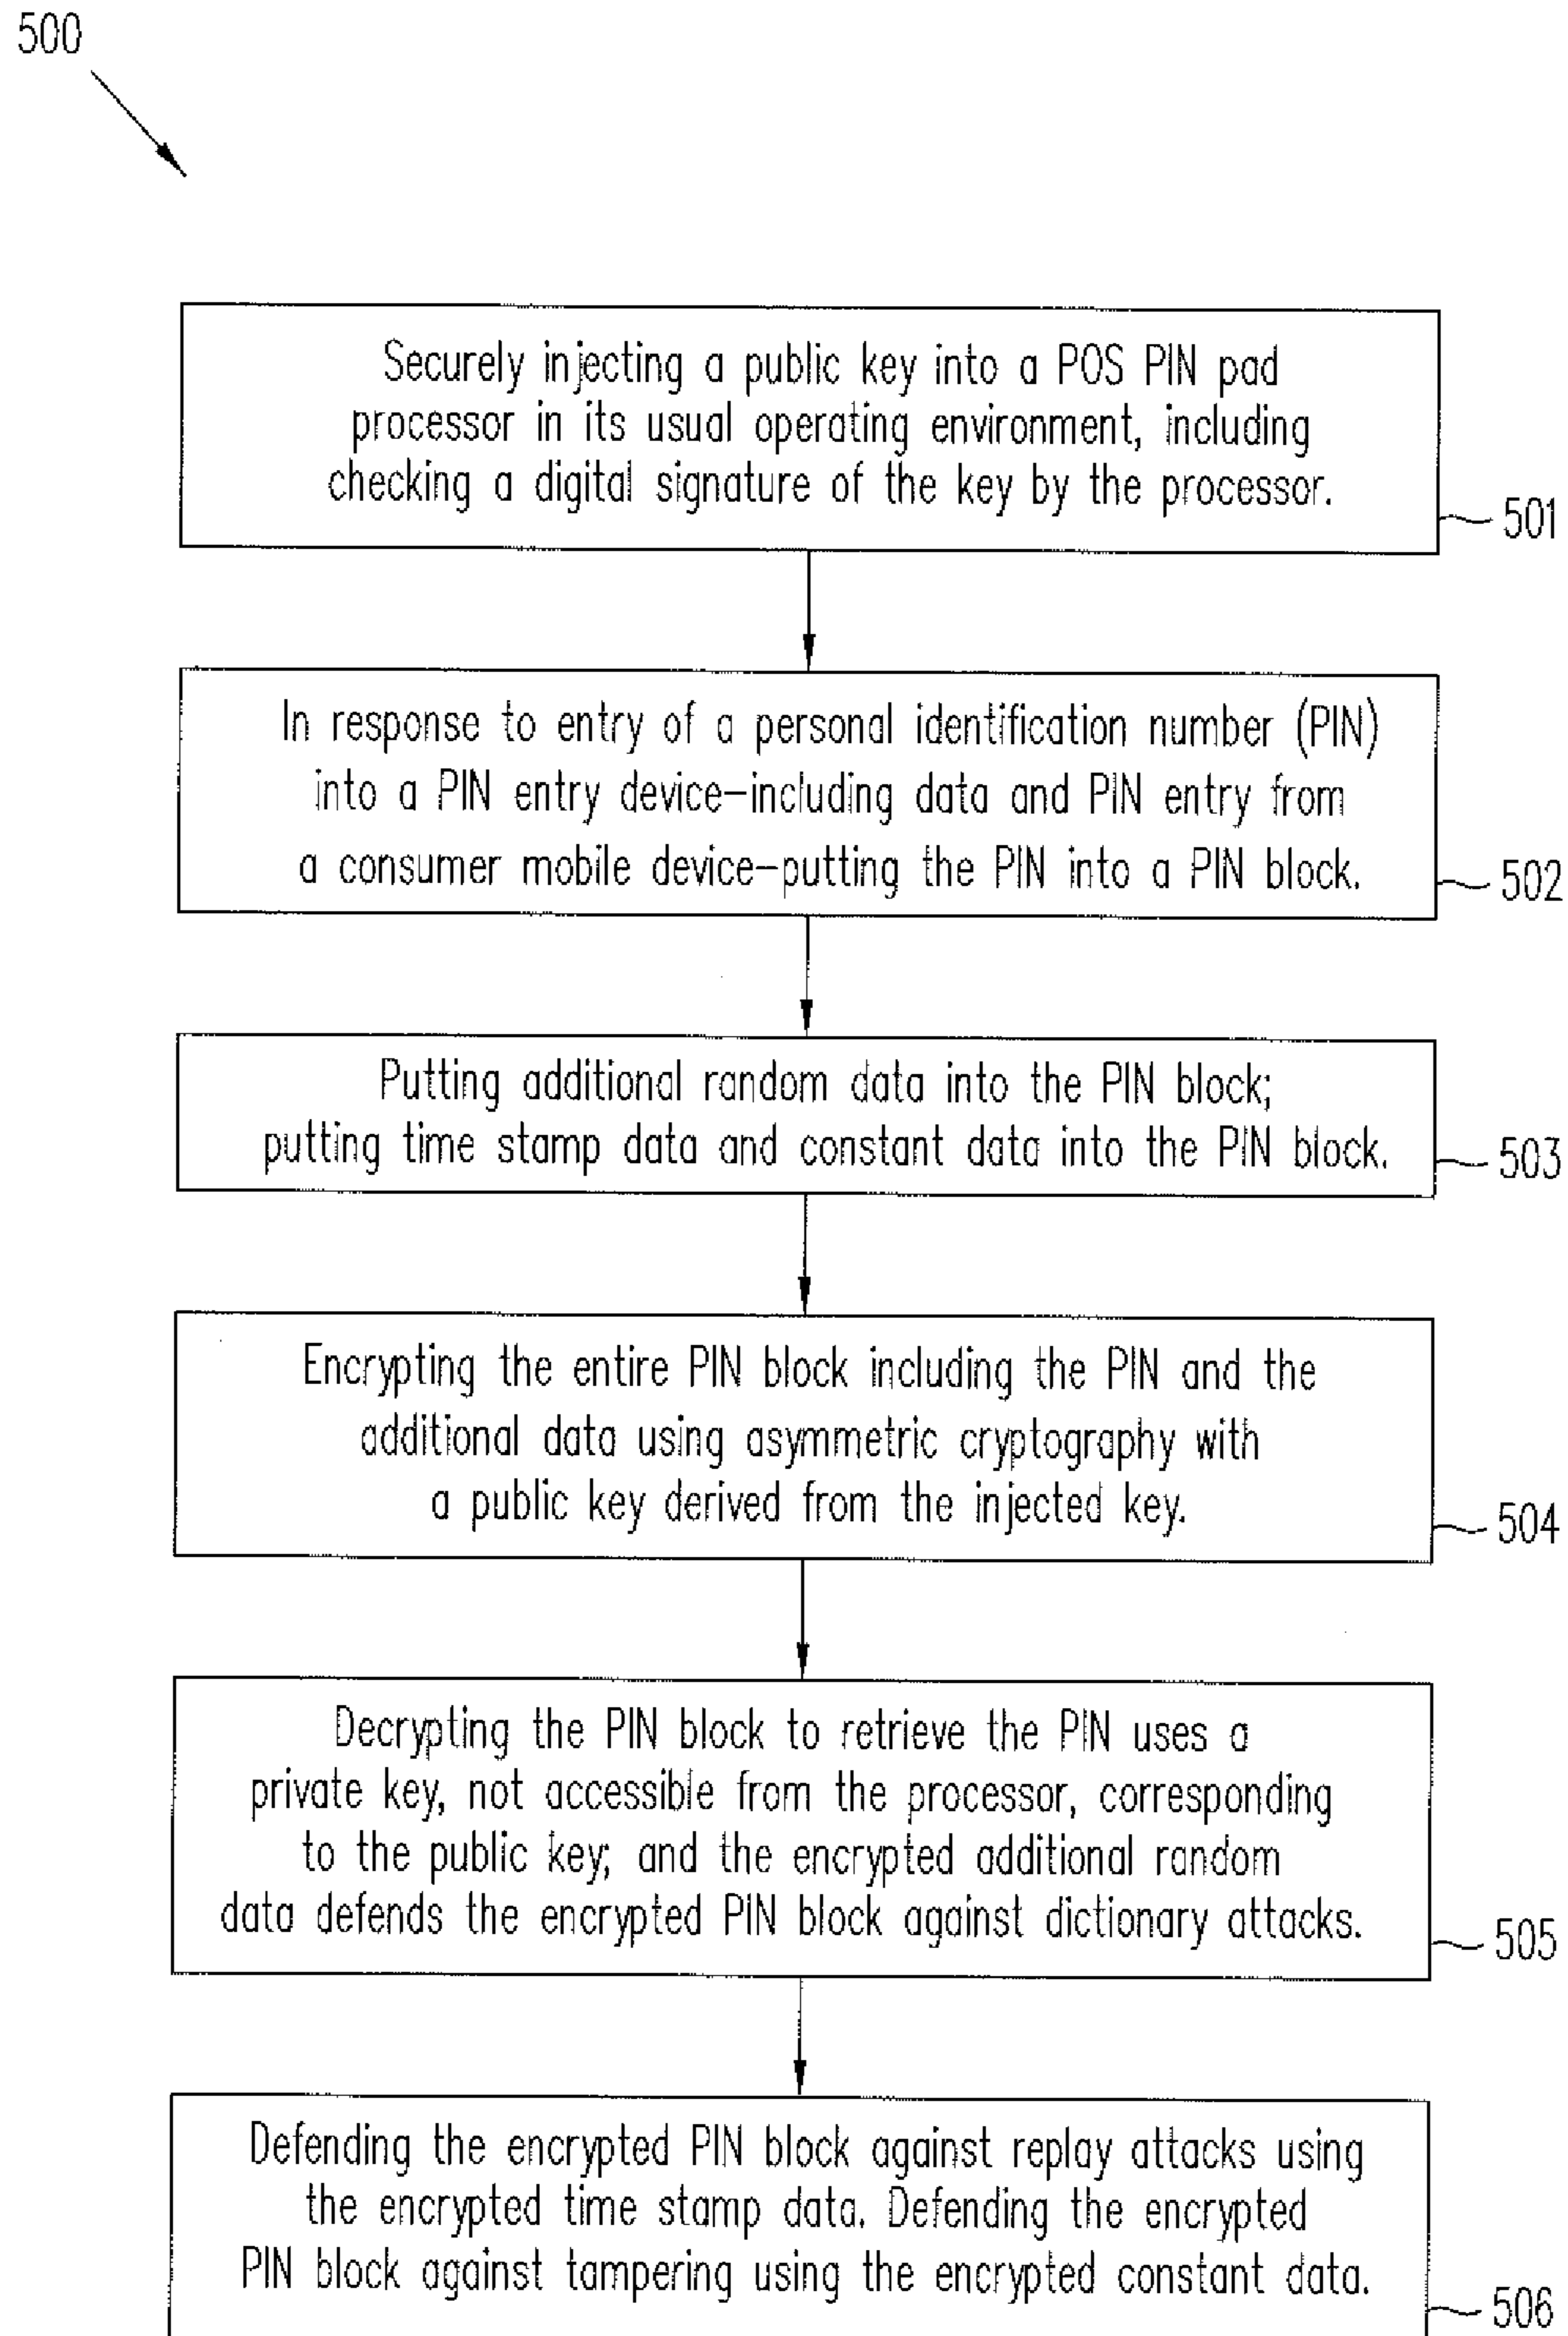 500
Securely injecting a public key into a POS PIN pad
processor in its usual operating environment, including
checking a digital signature of the key by the processor.
501
In response to entry of a personal identification number (PIN)
into a PIN entry device–including data and PIN entry from
a consumer mobile device–putting the PIN into a PIN block.
502
Putting additional random data into the PIN block;
putting time stamp data and constant data into the PIN block.
503
Encrypting the entire PIN block including the PIN and the
additional data using asymmetric cryptography with
a public key derived from the injected key.
504
Decrypting the PIN block to retrieve the PIN uses a
private key, not accessible from the processor, corresponding
to the public key; and the encrypted additional random
data defends the encrypted PIN block against dictionary attacks.
505
Defending the encrypted PIN block against replay attacks using
the encrypted time stamp data. Defending the encrypted
PIN block against tampering using the encrypted constant data.
506